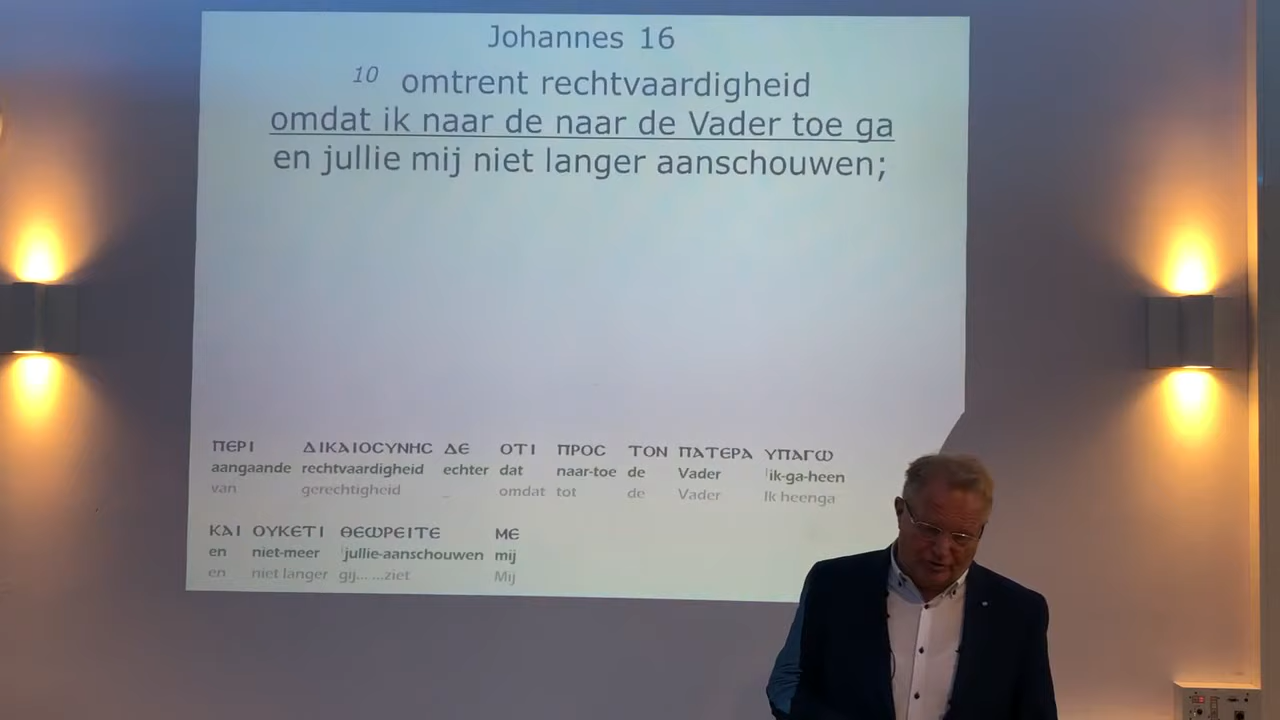 Johannes 16
10 omtrent rechtvaardigheid
omdat ik naar de naar de Vader toe ga
en jullie mij niet langer aanschouwen;
ΠΕΡΙ ΔΙΚΑΙΟCΥΝΗC ΔΕ ΟΤΙ ΠΡΟC ΤΟΝ ΠΑΤΕΡΑ ΥΠΑΓω
aangaande rechtvaardigheid echter dat naar-toe de Vader ik-ga-heen
van gerechtigheid _ omdat tot de Vader Ik heenga
ΚΑΙ ΟΥΚΕΤΙ ΘΕωΡΕΙΤΕ ΜΕ
en niet-meer jullie-aanschouwen mij
en niet langer gij... ...ziet Mij